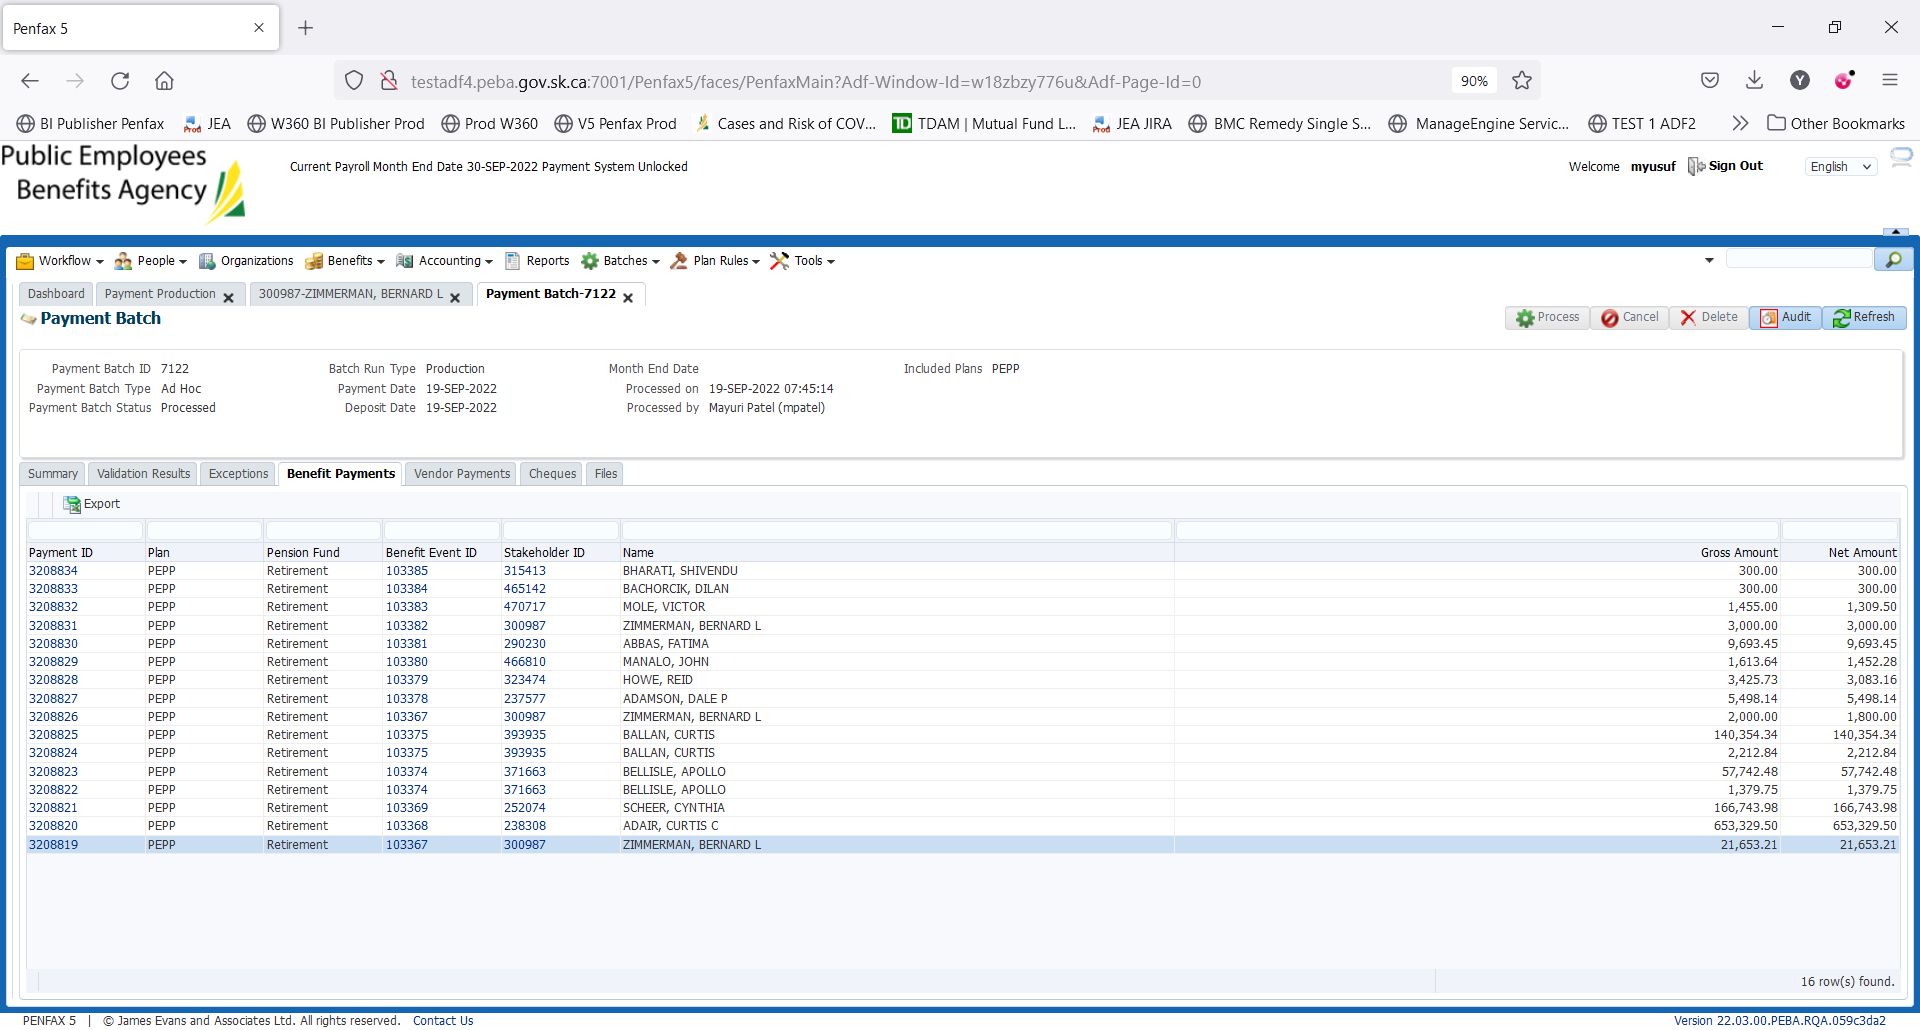 Penfax 5
testadf4.peba.gov.sk.ca:7001/Penfax5/faces/PenfaxMain?Adf-Window-Id=w18zbzy776u&Adf-Page-Id=0 90% Y
BI Publisher Penfax JEA W360 BI Publisher Prod Prod W360 V5 Penfax Prod Cases and Risk of COV... TDAM | Mutual Fund L... JEA JIRA BMC Remedy Single S... ManageEngine Servic... TEST 1 ADF2 Other Bookmarks
Public Employees
Benefits Agency
Current Payroll Month End Date 30-SEP-2022 Payment System Unlocked
Welcome myusuf Sign Out English
Workflow People Organizations Benefits Accounting Reports Batches Plan Rules Tools
Dashboard Payment Production 300987-ZIMMERMAN, BERNARD L Payment Batch-7122
Payment Batch Process Cancel Delete Audit Refresh
Payment Batch ID 7122 Batch Run Type Production Month End Date Included Plans PEPP
Payment Batch Type Ad Hoc Payment Date 19-SEP-2022 Processed on 19-SEP-2022 07:45:14
Payment Batch Status Processed Deposit Date 19-SEP-2022 Processed by Mayuri Patel (mpatel)
Summary Validation Results Exceptions Benefit Payments Vendor Payments Cheques Files
Export
Payment ID Plan Pension Fund Benefit Event ID Stakeholder ID Name Gross Amount Net Amount
3208834 PEPP Retirement 103385 315413 BHARATI, SHIVENDU 300.00 300.00
3208833 PEPP Retirement 103384 465142 BACHORCIK, DILAN 300.00 300.00
3208832 PEPP Retirement 103383 470717 MOLE, VICTOR 1,455.00 1,309.50
3208831 PEPP Retirement 103382 300987 ZIMMERMAN, BERNARD L 3,000.00 3,000.00
3208830 PEPP Retirement 103381 290230 ABBAS, FATIMA 9,693.45 9,693.45
3208829 PEPP Retirement 103380 466810 MANALO, JOHN 1,613.64 1,452.28
3208828 PEPP Retirement 103379 323474 HOWE, REID 3,425.73 3,083.16
3208827 PEPP Retirement 103378 237577 ADAMSON, DALE P 5,498.14 5,498.14
3208826 PEPP Retirement 103367 300987 ZIMMERMAN, BERNARD L 2,000.00 1,800.00
3208825 PEPP Retirement 103375 393935 BALLAN, CURTIS 140,354.34 140,354.34
3208824 PEPP Retirement 103375 393935 BALLAN, CURTIS 2,212.84 2,212.84
3208823 PEPP Retirement 103374 371663 BELLISLE, APOLLO 57,742.48 57,742.48
3208822 PEPP Retirement 103374 371663 BELLISLE, APOLLO 1,379.75 1,379.75
3208821 PEPP Retirement 103369 252074 SCHEER, CYNTHIA 166,743.98 166,743.98
3208820 PEPP Retirement 103368 238308 ADAIR, CURTIS C 653,329.50 653,329.50
3208819 PEPP Retirement 103367 300987 ZIMMERMAN, BERNARD L 21,653.21 21,653.21
16 row(s) found.
PENFAX 5 | © James Evans and Associates Ltd. All rights reserved. Contact Us Version 22.03.00.PEBA.RQA.059c3da2